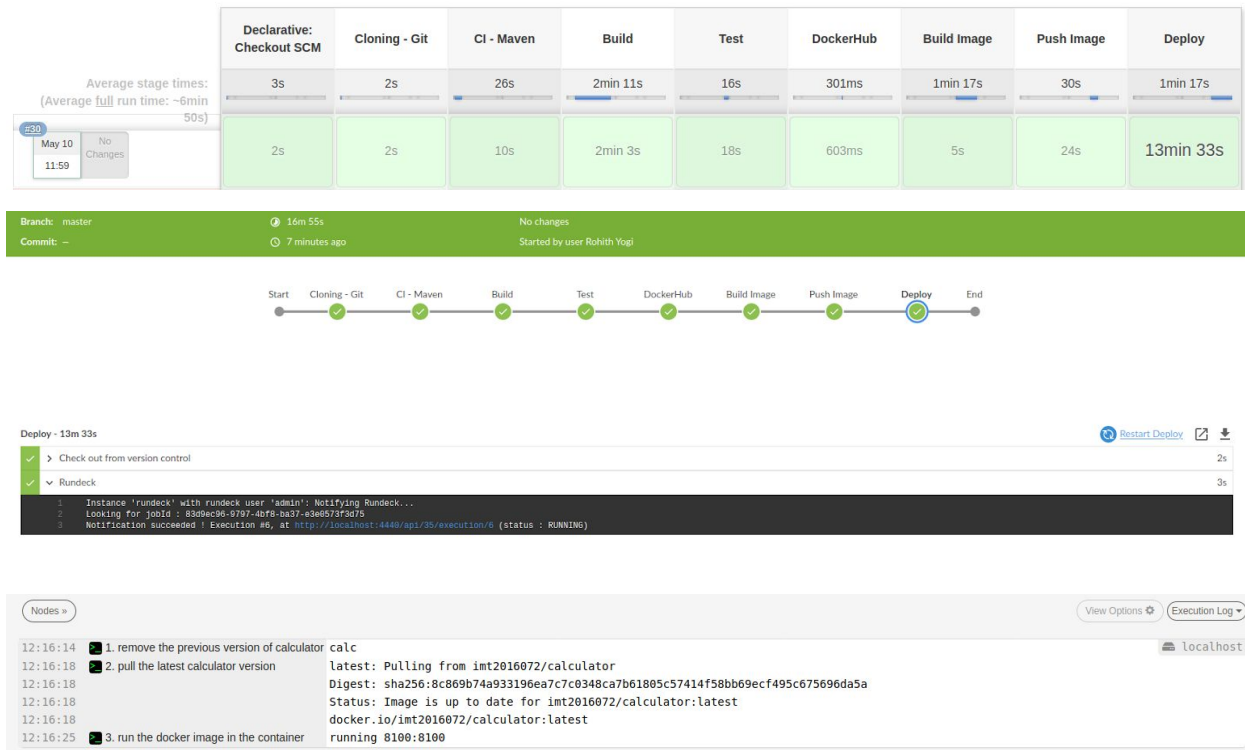 Declarative: Checkout SCM
Cloning - Git
CI - Maven
Build
Test
DockerHub
Build Image
Push Image
Deploy
Average stage times:
(Average full run time: ~6min
50s)
3s
2s
26s
2min 11s
16s
301ms
1min 17s
30s
1min 17s
#30
May 10
11:59
No
Changes
2s
2s
10s
2min 3s
18s
603ms
5s
24s
13min 33s
Branch: master
16m 55s
No changes
Commit: –
7 minutes ago
Started by user Rohith Yogi
Start
Cloning - Git
CI - Maven
Build
Test
DockerHub
Build Image
Push Image
Deploy
End
Deploy - 13m 33s
Restart Deploy
Check out from version control
2s
Rundeck
3s
1 Instance 'rundeck' with rundeck user 'admin': Notifying Rundeck...
2 Looking for jobId : 83d9ec96-9797-4bf8-ba37-e3e0573f3d75
3 Notification succeeded ! Execution #6, at http://localhost:4440/api/35/execution/6 (status : RUNNING)
Nodes »
View Options
Execution Log
12:16:14 1. remove the previous version of calculator calc localhost
12:16:18 2. pull the latest calculator version latest: Pulling from imt2016072/calculator
12:16:18 Digest: sha256:8c869b74a933196ea7c7c0348ca7b61805c57414f58bb69ecf495c675696da5a
12:16:18 Status: Image is up to date for imt2016072/calculator:latest
12:16:18 docker.io/imt2016072/calculator:latest
12:16:25 3. run the docker image in the container running 8100:8100